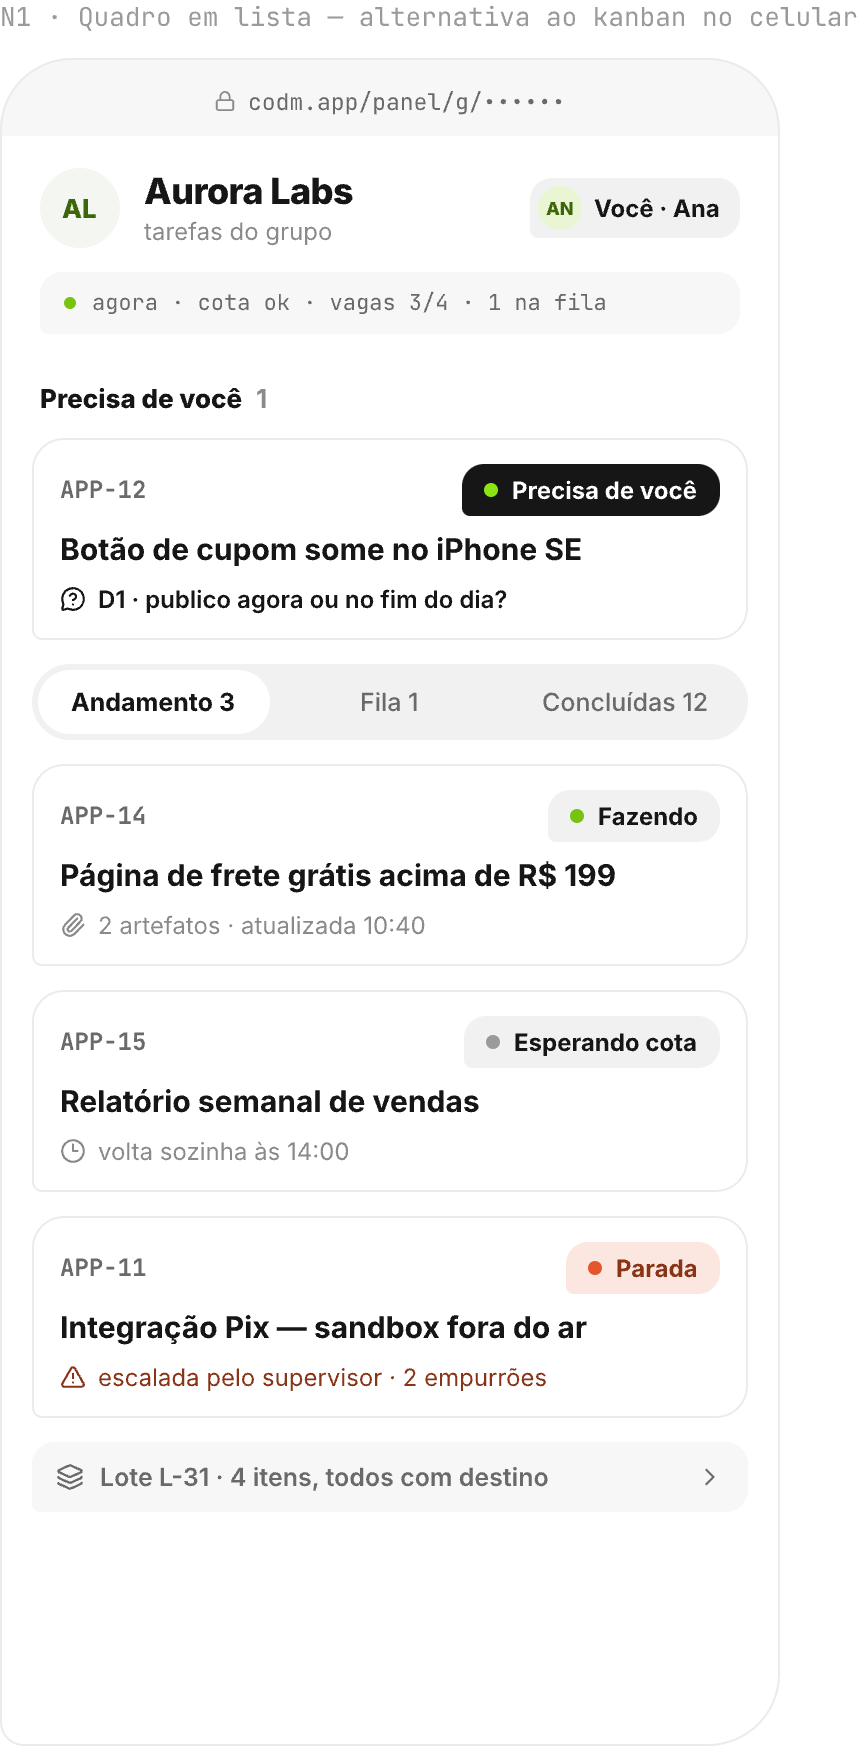 N1 · Quadro em lista — alternativa ao kanban no celular
codm.app/panel/g/••••••
AL
Aurora Labs
tarefas do grupo
AN
Você · Ana
agora · cota ok · vagas 3/4 · 1 na fila
Precisa de você 1
APP-12
Precisa de você
Botão de cupom some no iPhone SE
D1 · publico agora ou no fim do dia?
Andamento 3
Fila 1
Concluídas 12
APP-14
Fazendo
Página de frete grátis acima de R$ 199
2 artefatos · atualizada 10:40
APP-15
Esperando cota
Relatório semanal de vendas
volta sozinha às 14:00
APP-11
Parada
Integração Pix — sandbox fora do ar
escalada pelo supervisor · 2 empurrões
Lote L-31 · 4 itens, todos com destino